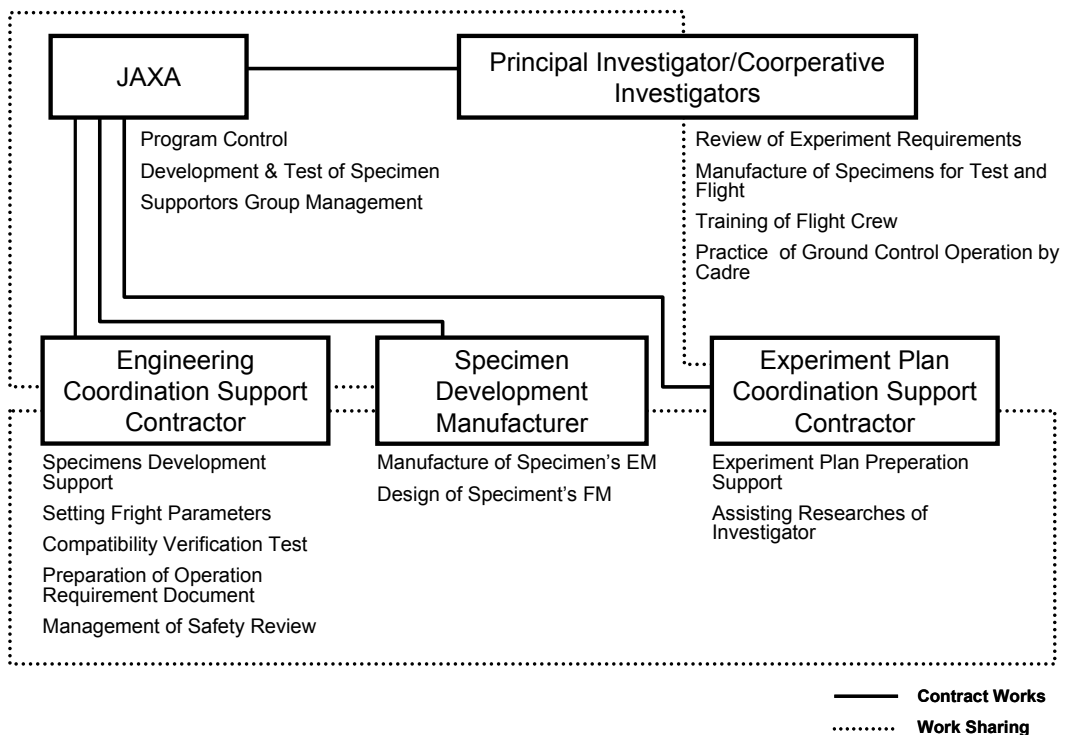 JAXA
Principal Investigator/Coorperative
Investigators
Program Control
Development & Test of Specimen
Supportors Group Management
Review of Experiment Requirements
Manufacture of Specimens for Test and
Flight
Training of Flight Crew
Practice of Ground Control Operation by
Cadre
Engineering
Coordination Support
Contractor
Specimen
Development
Manufacturer
Experiment Plan
Coordination Support
Contractor
Specimens Development
Support
Setting Fright Parameters
Compatibility Verification Test
Preparation of Operation
Requirement Document
Management of Safety Review
Manufacture of Specimen's EM
Design of Speciment's FM
Experiment Plan Preperation
Support
Assisting Researches of
Investigator
Contract Works
Work Sharing